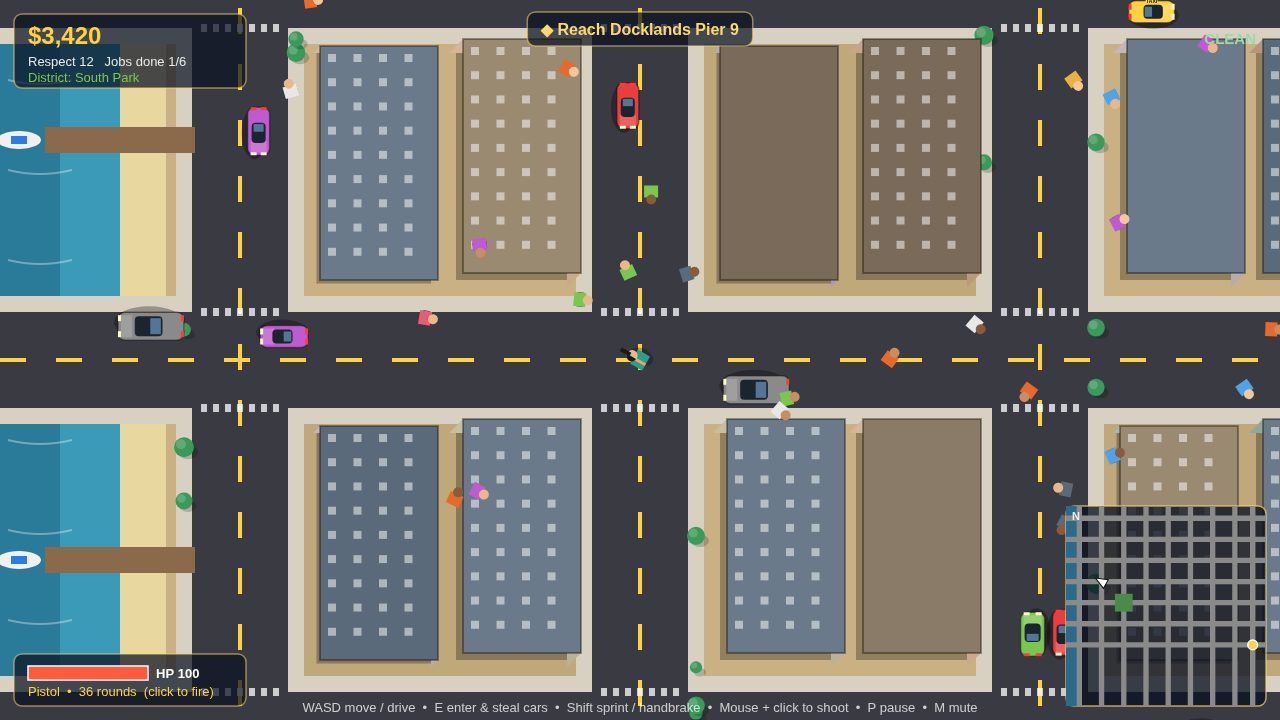 $3,420
Respect 12   Jobs done 1/6
District: South Park
◆ Reach Docklands Pier 9
TAXI
CLEAN
N
HP 100
Pistol  •  36 rounds  (click to fire)
WASD move / drive  •  E enter & steal cars  •  Shift sprint / handbrake  •  Mouse + click to shoot  •  P pause  •  M mute